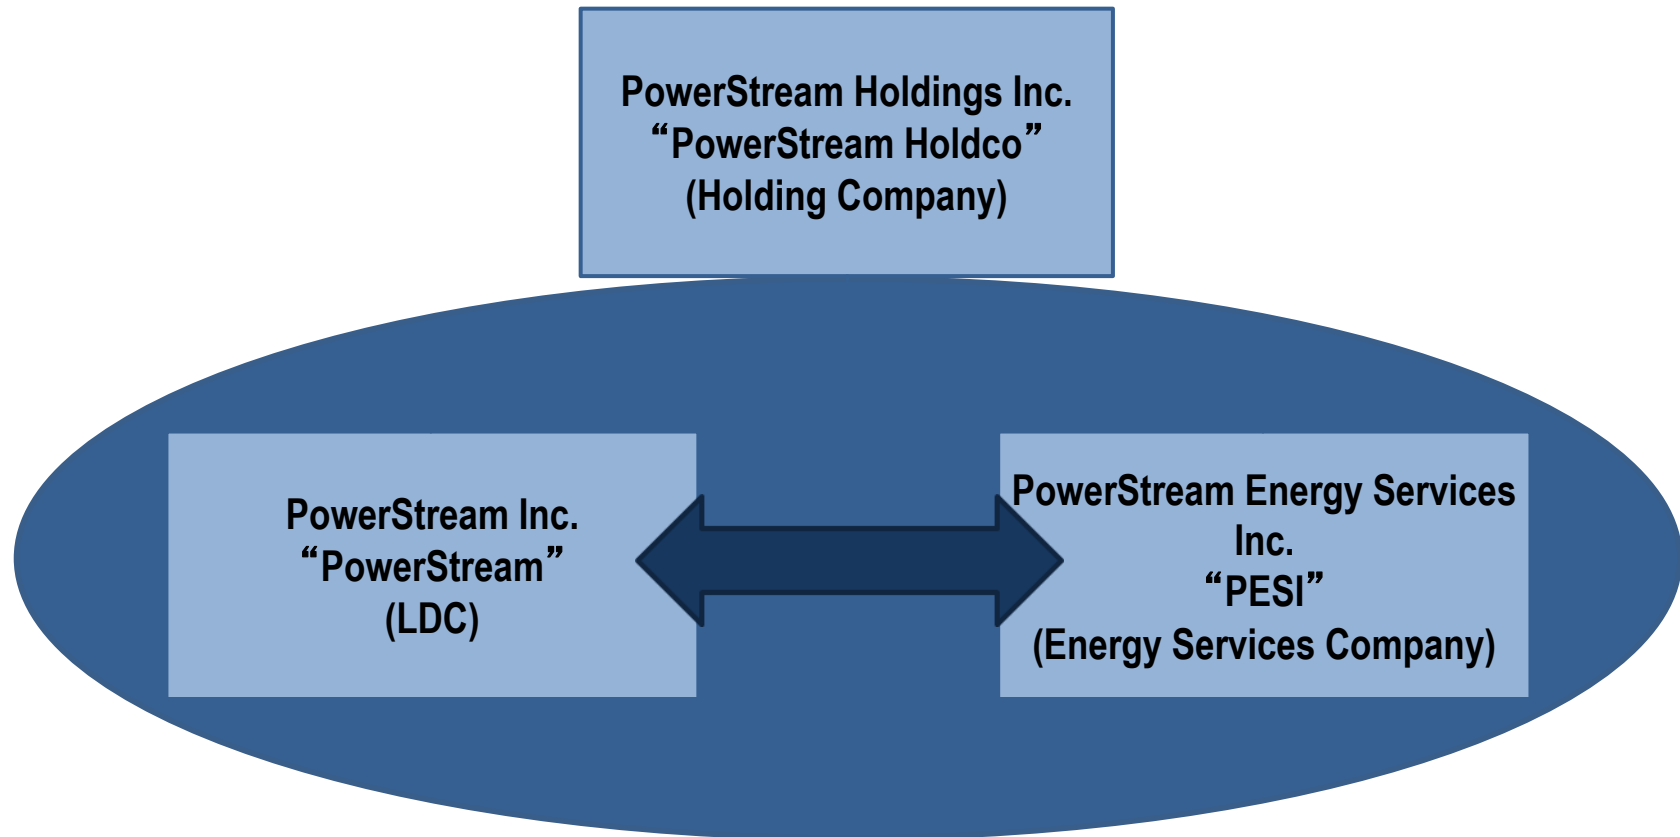 PowerStream Holdings Inc.
“PowerStream Holdco”
(Holding Company)
PowerStream Inc.
“PowerStream”
(LDC)
PowerStream Energy Services
Inc.
“PESI”
(Energy Services Company)